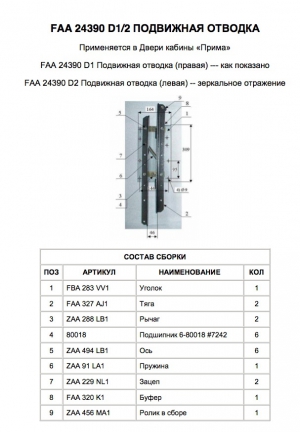 FAA 24390 D1/2 ПОДВИЖНАЯ ОТВОДКА
Применяется в Двери кабины «Прима»
FAA 24390 D1 Подвижная отводка (правая) –- как показано
FAA 24390 D2 Подвижная отводка (левая) -- зеркальное отражение
СОСТАВ СБОРКИ
ПОЗ АРТИКУЛ НАИМЕНОВАНИЕ КОЛ
1 FBA 283 VV1 Уголок 1
2 FAA 327 AJ1 Тяга 2
3 ZAA 288 LB1 Рычаг 2
4 80018 Подшипник 6-80018 #7242 6
5 ZAA 494 LB1 Ось 6
6 ZAA 91 LA1 Пружина 1
7 ZAA 229 NL1 Зацеп 2
8 FAA 320 K1 Буфер 1
9 ZAA 456 MA1 Ролик в сборе 1